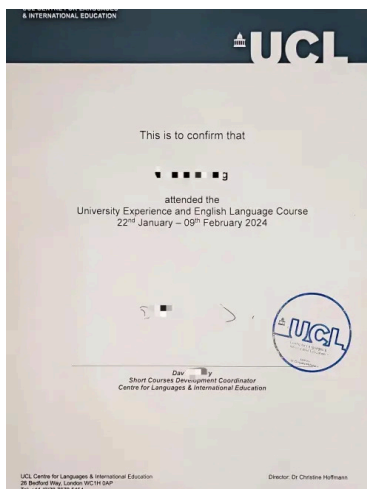 & INTERNATIONAL EDUCATION
UCL
This is to confirm that
attended the
University Experience and English Language Course
22nd January – 09th February 2024
UCL
Short Courses Development Coordinator
Centre for Languages & International Education
UCL Centre for Languages & International Education
26 Bedford Way, London WC1H 0AP
Director: Dr Christine Hoffmann